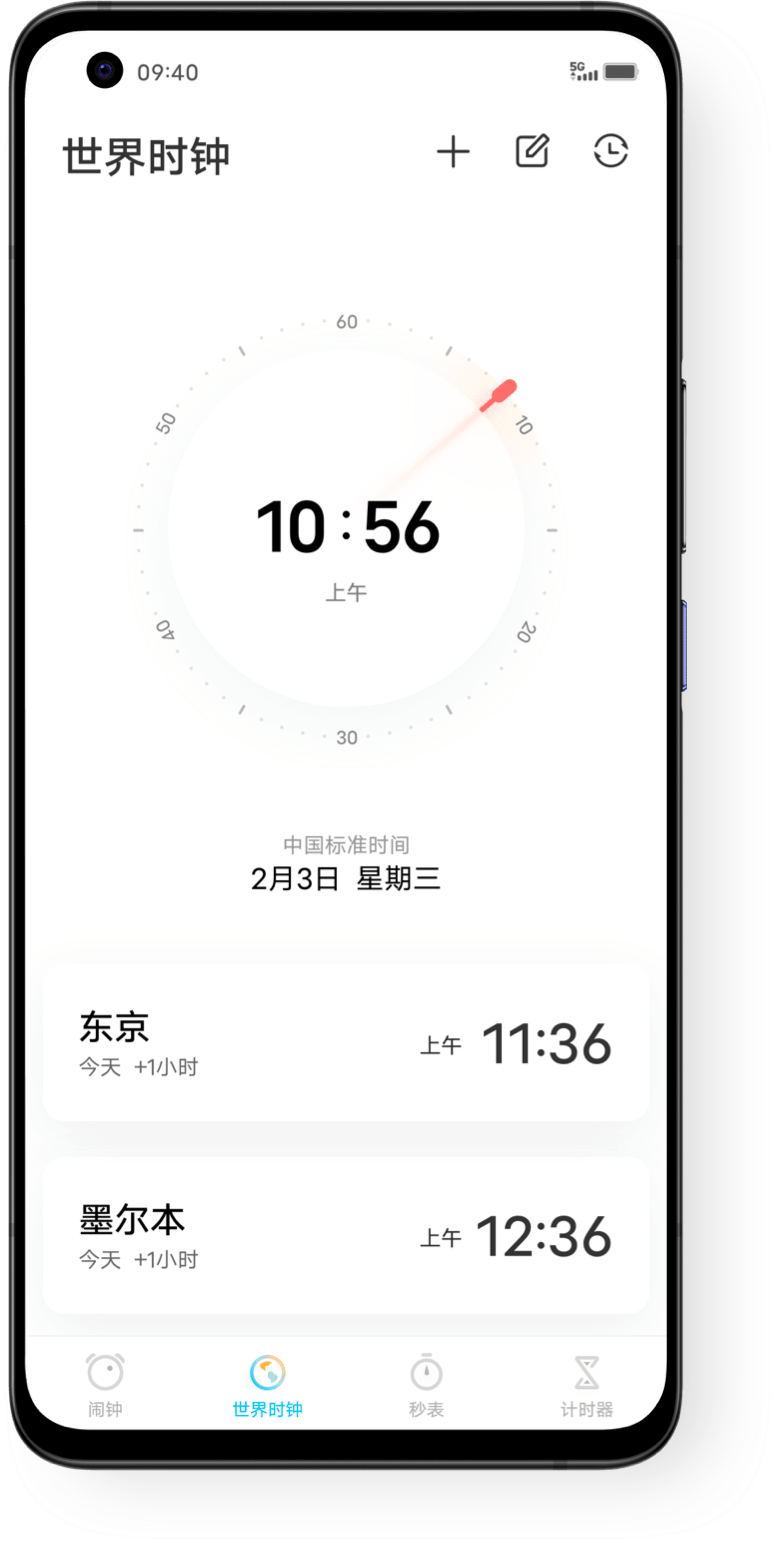 09:40
5G
世界时钟
60
50
10
10:56
上午
40
20
30
中国标准时间
2月3日 星期三
东京
上午 11:36
今天 +1小时
墨尔本
上午 12:36
今天 +1小时
闹钟 世界时钟 秒表 计时器